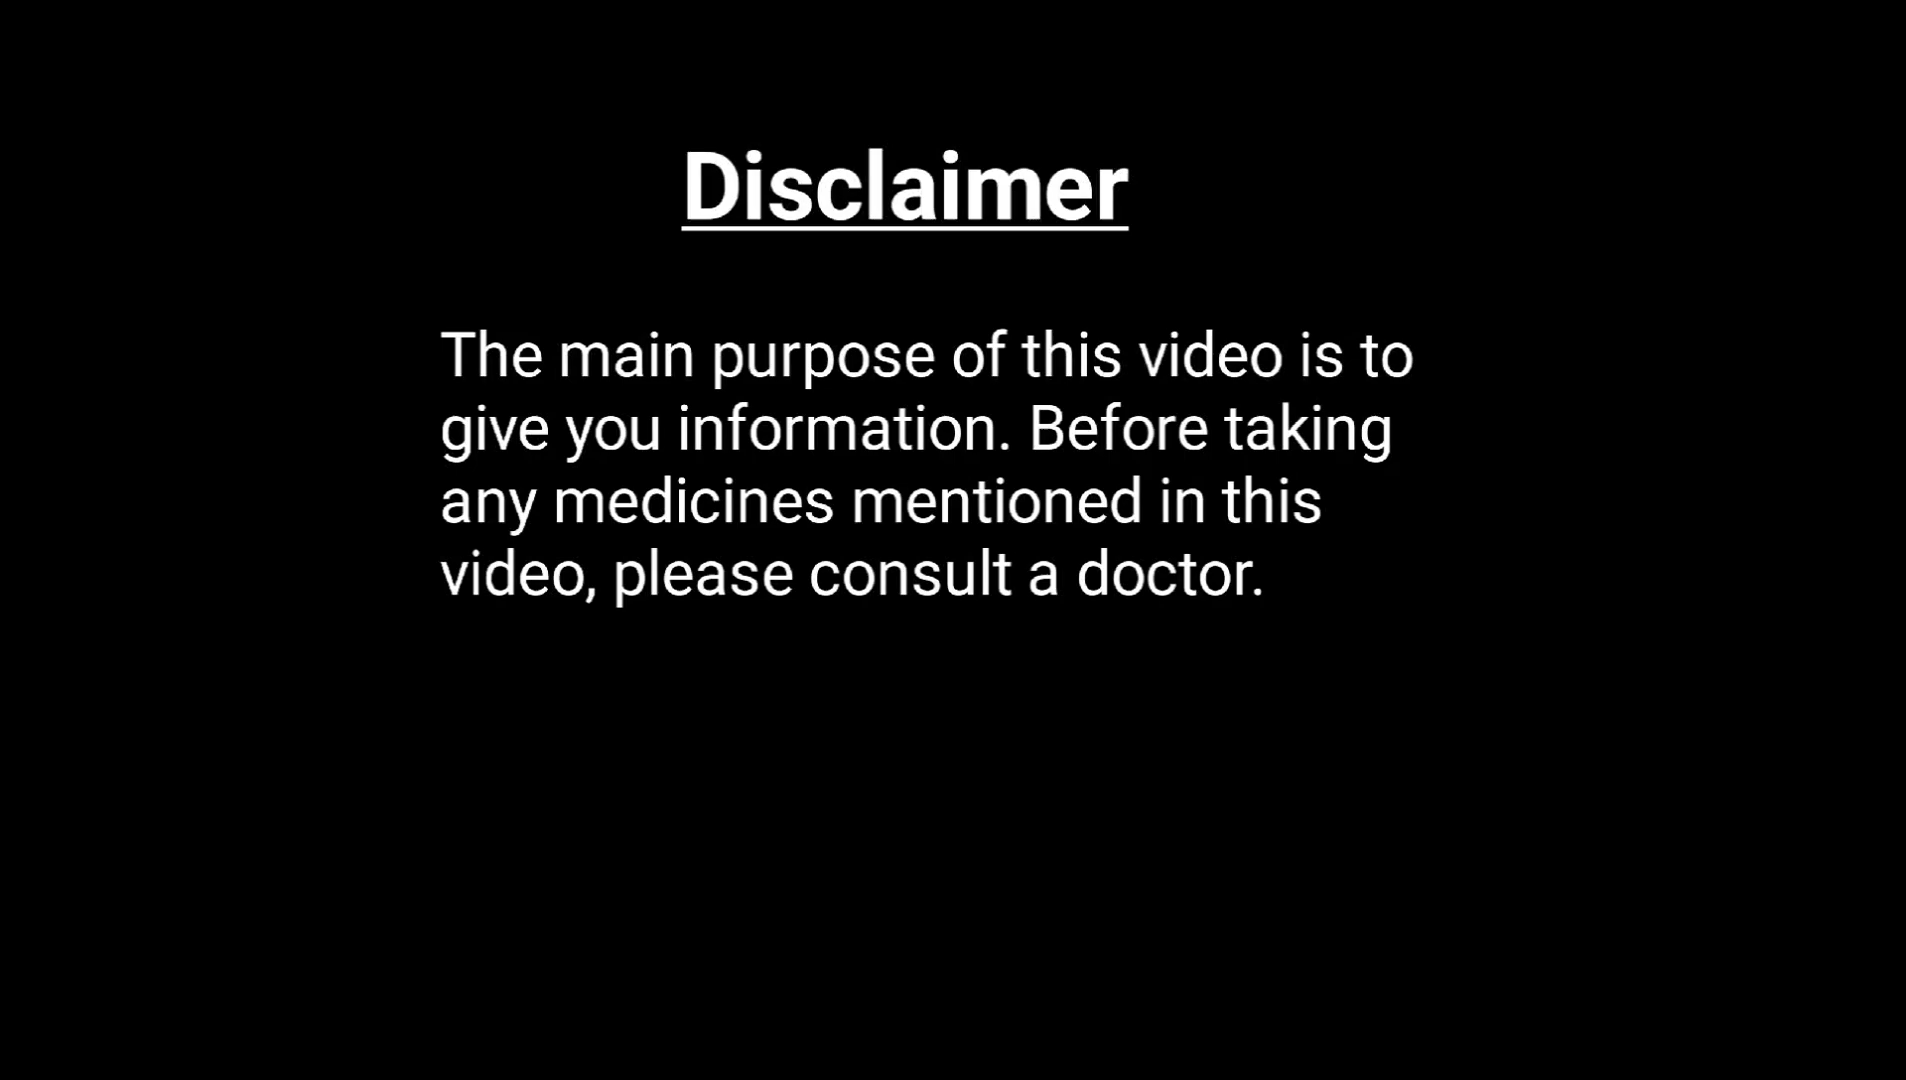 Disclaimer
The main purpose of this video is to
give you information. Before taking
any medicines mentioned in this
video, please consult a doctor.